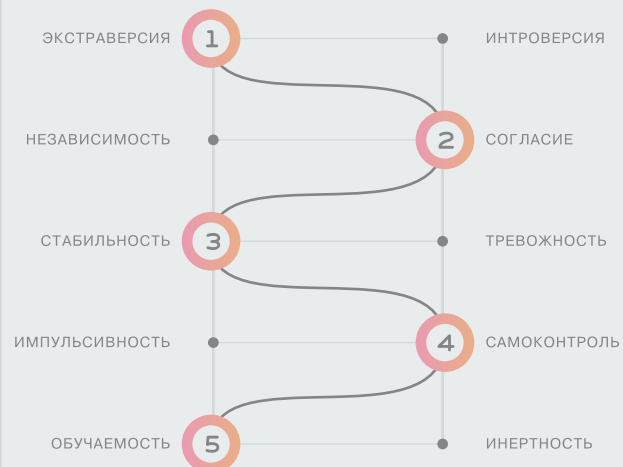 ЭКСТРАВЕРСИЯ 1 ИНТРОВЕРСИЯ
НЕЗАВИСИМОСТЬ 2 СОГЛАСИЕ
СТАБИЛЬНОСТЬ 3 ТРЕВОЖНОСТЬ
ИМПУЛЬСИВНОСТЬ 4 САМОКОНТРОЛЬ
ОБУЧАЕМОСТЬ 5 ИНЕРТНОСТЬ